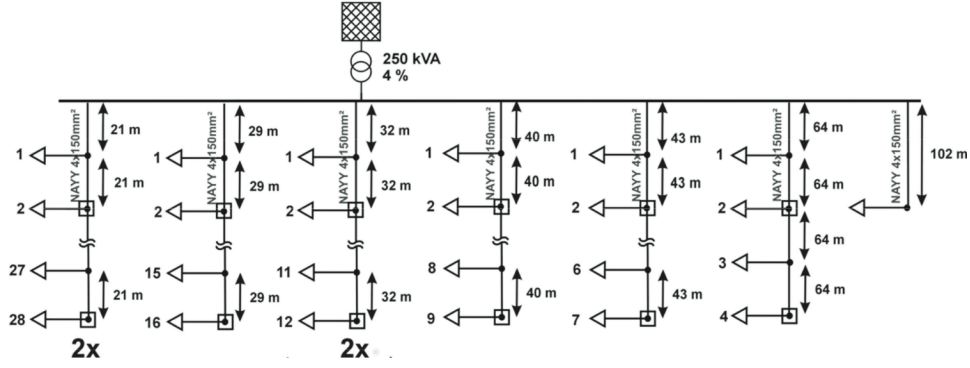 250 kVA
4 %
21 m
29 m
32 m
40 m
43 m
64 m
102 m
NAYY 4x150mm²
NAYY 4x150mm²
NAYY 4x150mm²
NAYY 4x150mm²
NAYY 4x150mm²
NAYY 4x150mm²
NAYY 4x150mm²
1
1
1
1
1
1
21 m
29 m
32 m
40 m
43 m
64 m
2
2
2
2
2
2
64 m
27
15
11
8
6
3
21 m
29 m
32 m
40 m
43 m
64 m
28
16
12
9
7
4
2x
2x